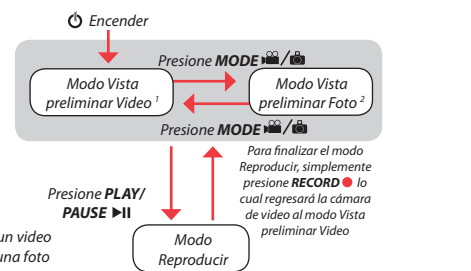 Encender
Presione MODE /
Modo Vista
preliminar Video 1
Modo Vista
preliminar Foto 2
Presione MODE /
Para finalizar el modo
Reproducir, simplemente
presione RECORD lo
cual regresará la cámara
de video al modo Vista
preliminar Video
Presione PLAY/
PAUSE
un video
una foto
Modo
Reproducir